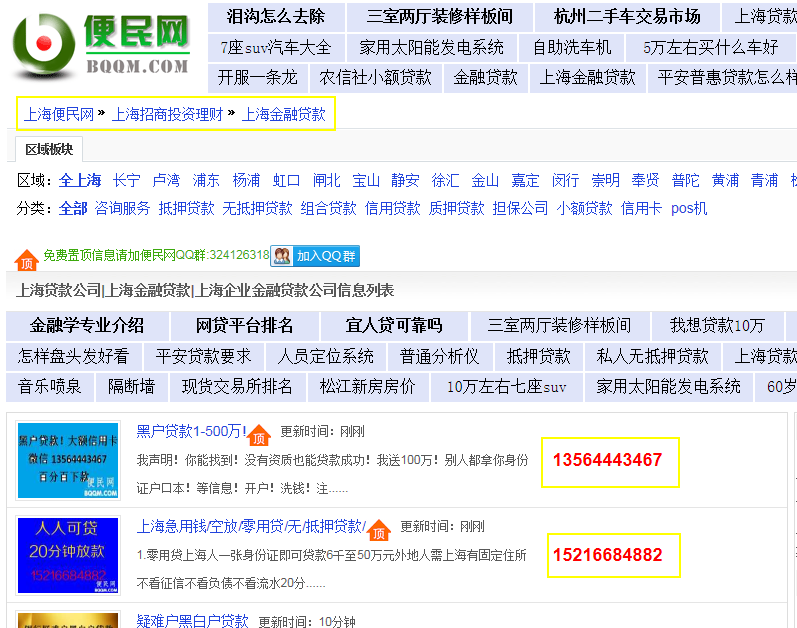 便民网
BQQM.COM
泪沟怎么去除 三室两厅装修样板间 杭州二手车交易市场 上海贷款
7座suv汽车大全 家用太阳能发电系统 自助洗车机 5万左右买什么车好
开服一条龙 农信社小额贷款 金融贷款 上海金融贷款 平安普惠贷款怎么样
上海便民网 » 上海招商投资理财 » 上海金融贷款
区域板块
区域: 全上海 长宁 卢湾 浦东 杨浦 虹口 闸北 宝山 静安 徐汇 金山 嘉定 闵行 崇明 奉贤 普陀 黄浦 青浦
分类: 全部 咨询服务 抵押贷款 无抵押贷款 组合贷款 信用贷款 质押贷款 担保公司 小额贷款 信用卡 pos机
顶 免费置顶信息请加便民网QQ群:324126318 加入QQ群
上海贷款公司|上海金融贷款|上海企业金融贷款公司信息列表
金融学专业介绍 网贷平台排名 宜人贷可靠吗 三室两厅装修样板间 我想贷款10万
怎样盘头发好看 平安贷款要求 人员定位系统 普通分析仪 抵押贷款 私人无抵押贷款 上海贷款
音乐喷泉 隔断墙 现货交易所排名 松江新房房价 10万左右七座suv 家用太阳能发电系统 60岁
黑户贷款！大额信用卡
微信 13564443467
百分百下款
便民网
BQQM.COM
黑户贷款1-500万! 顶 更新时间：刚刚
我声明！你能找到！没有资质也能贷款成功！我送100万！别人都拿你身份
证户口本！等信息！开户！洗钱！注......
13564443467
人人可贷
20分钟放款
15216684882
便民网
BQQM.COM
上海急用钱/空放/零用贷/无/抵押贷款/ 顶 更新时间：刚刚
1.零用贷上海人一张身份证即可贷款6千至50万元外地人需上海有固定住所
不看征信不看负债不看流水20分......
15216684882
疑难户黑白户贷款 更新时间：10分钟